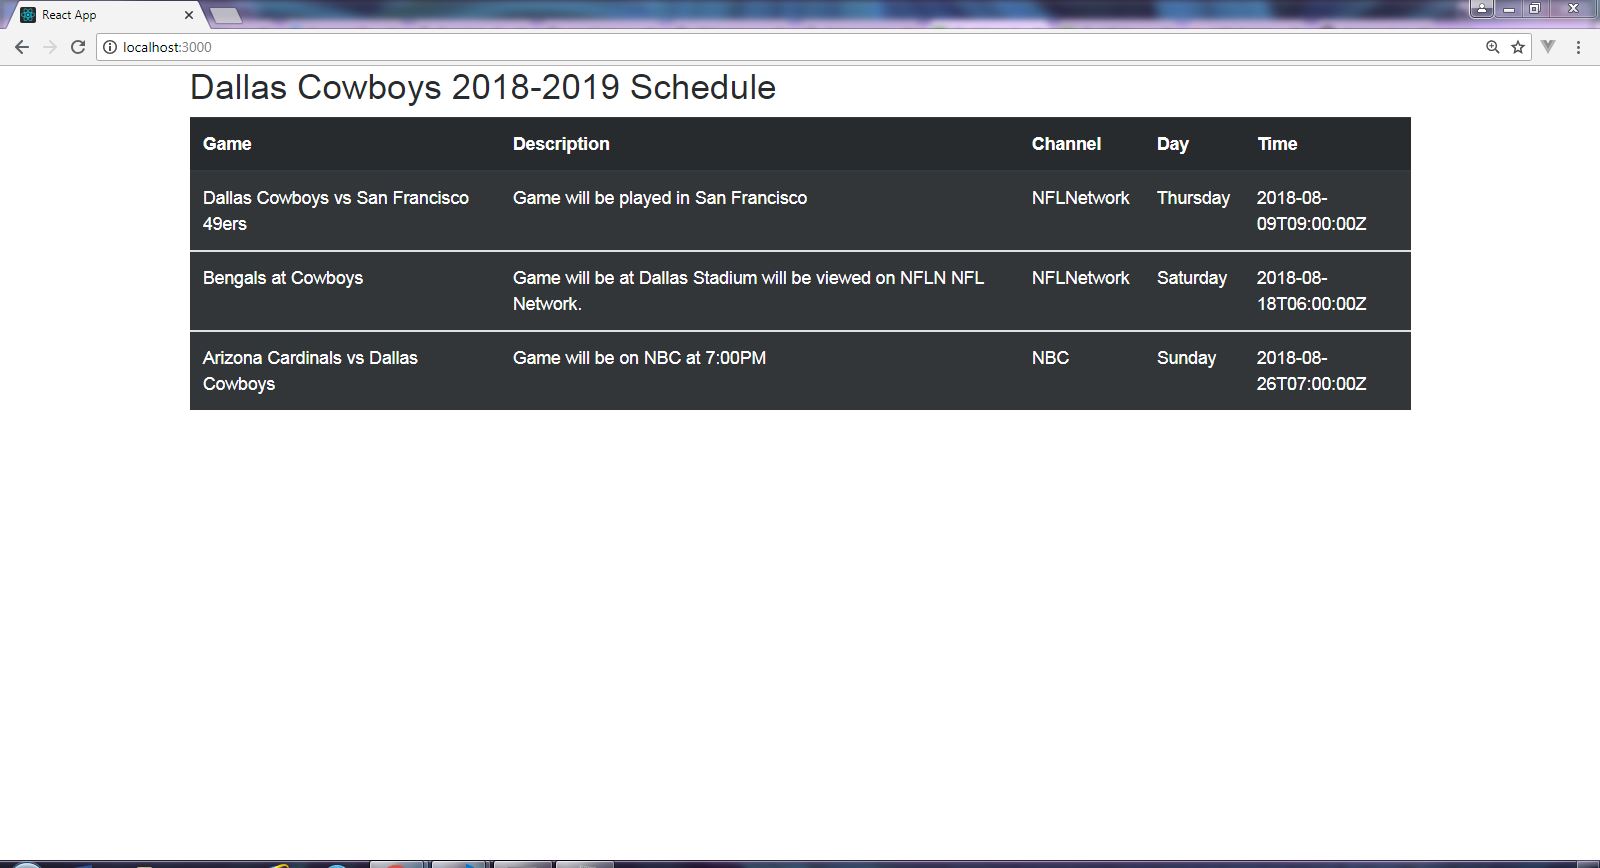 React App
localhost:3000
Dallas Cowboys 2018-2019 Schedule
Game Description Channel Day Time
Dallas Cowboys vs San Francisco Game will be played in San Francisco NFLNetwork Thursday 2018-08-
49ers 09T09:00:00Z
Bengals at Cowboys Game will be at Dallas Stadium will be viewed on NFLN NFL NFLNetwork Saturday 2018-08-
Network. 18T06:00:00Z
Arizona Cardinals vs Dallas Game will be on NBC at 7:00PM NBC Sunday 2018-08-
Cowboys 26T07:00:00Z